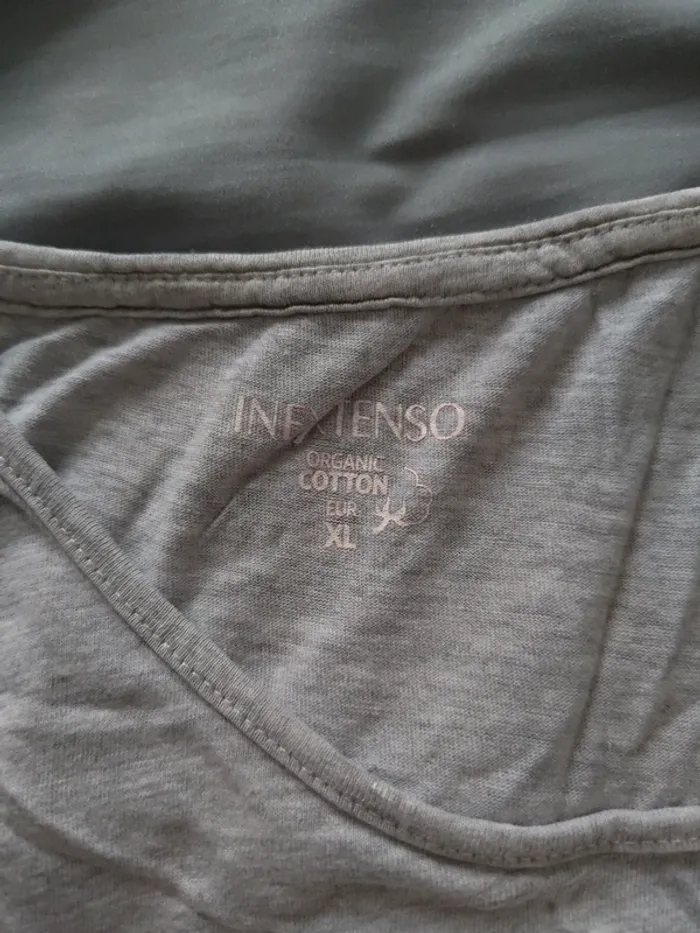 INEXTENSO
ORGANIC
COTTON
EUR
XL